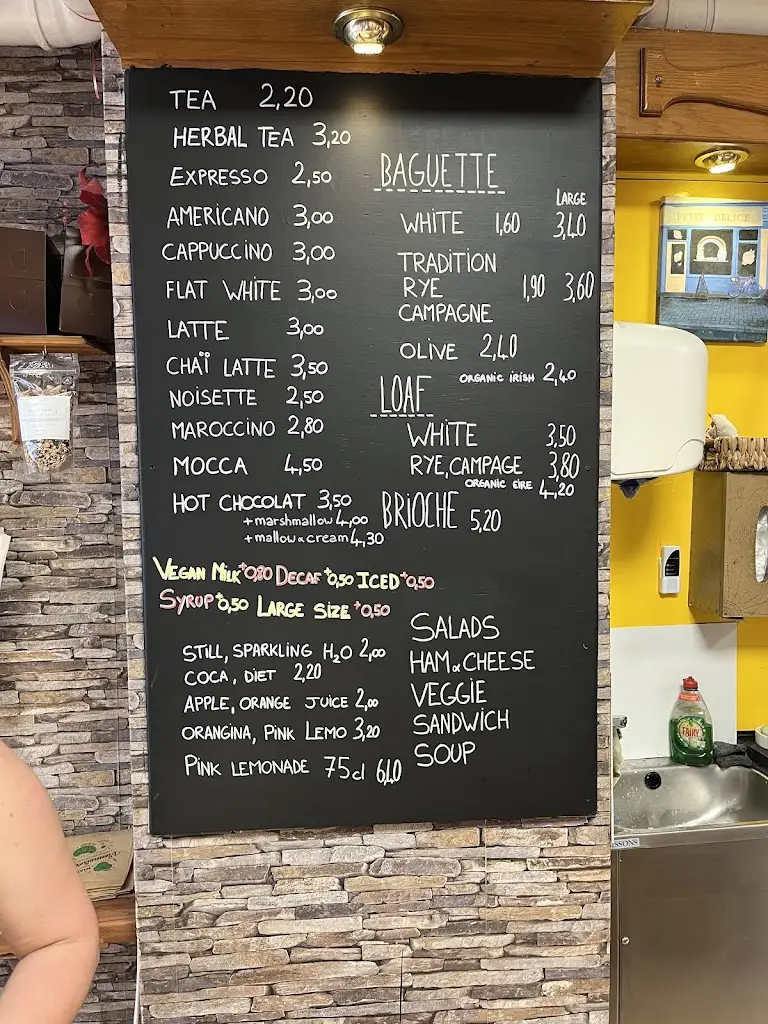 TEA 2,20
HERBAL TEA 3,20
EXPRESSO 2,50
AMERICANO 3,00
CAPPUCCINO 3,00
FLAT WHITE 3,00
LATTE 3,00
CHAÏ LATTE 3,50
NOISETTE 2,50
MAROCCINO 2,80
MOCCA 4,50
HOT CHOCOLAT 3,50
+marshmallow 4,00
+mallow & cream 4,30
BAGUETTE
LARGE
WHITE 1,60 3,40
TRADITION
RYE 1,90 3,60
CAMPAGNE
OLIVE 2,40
ORGANIC IRISH 2,40
LOAF
WHITE 3,50
RYE, CAMPAGE 3,80
ORGANIC EIRE 4,20
BRIOCHE 5,20
VEGAN MILK +0,80 DECAF +0,50 ICED +0,50
SYRUP +0,50 LARGE SIZE +0,50
STILL, SPARKLING H2O 2,00
COCA, DIET 2,20
APPLE, ORANGE JUICE 2,00
ORANGINA, PINK LEMO 3,20
PINK LEMONADE 75cl 6,40
SALADS
HAM & CHEESE
VEGGIE
SANDWICH
SOUP
PETIT DELICE
FAIRY